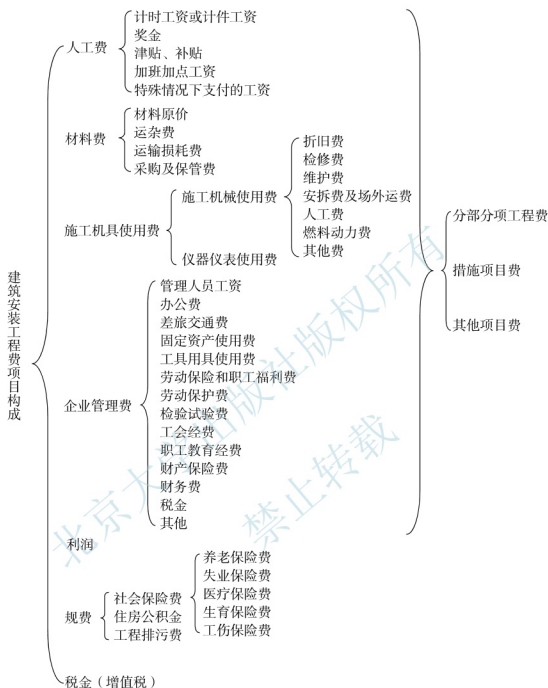 建筑安装工程费项目构成
人工费
计时工资或计件工资
奖金
津贴、补贴
加班加点工资
特殊情况下支付的工资
材料费
材料原价
运杂费
运输损耗费
采购及保管费
施工机具使用费
施工机械使用费
折旧费
检修费
维护费
安拆费及场外运费
人工费
燃料动力费
其他费
仪器仪表使用费
企业管理费
管理人员工资
办公费
差旅交通费
固定资产使用费
工具用具使用费
劳动保险和职工福利费
劳动保护费
检验试验费
工会经费
职工教育经费
财产保险费
财务费
税金
其他
利润
规费
社会保险费
养老保险费
失业保险费
医疗保险费
生育保险费
工伤保险费
住房公积金
工程排污费
税金（增值税）
分部分项工程费
措施项目费
其他项目费
北京大学出版社版权所有
禁止转载